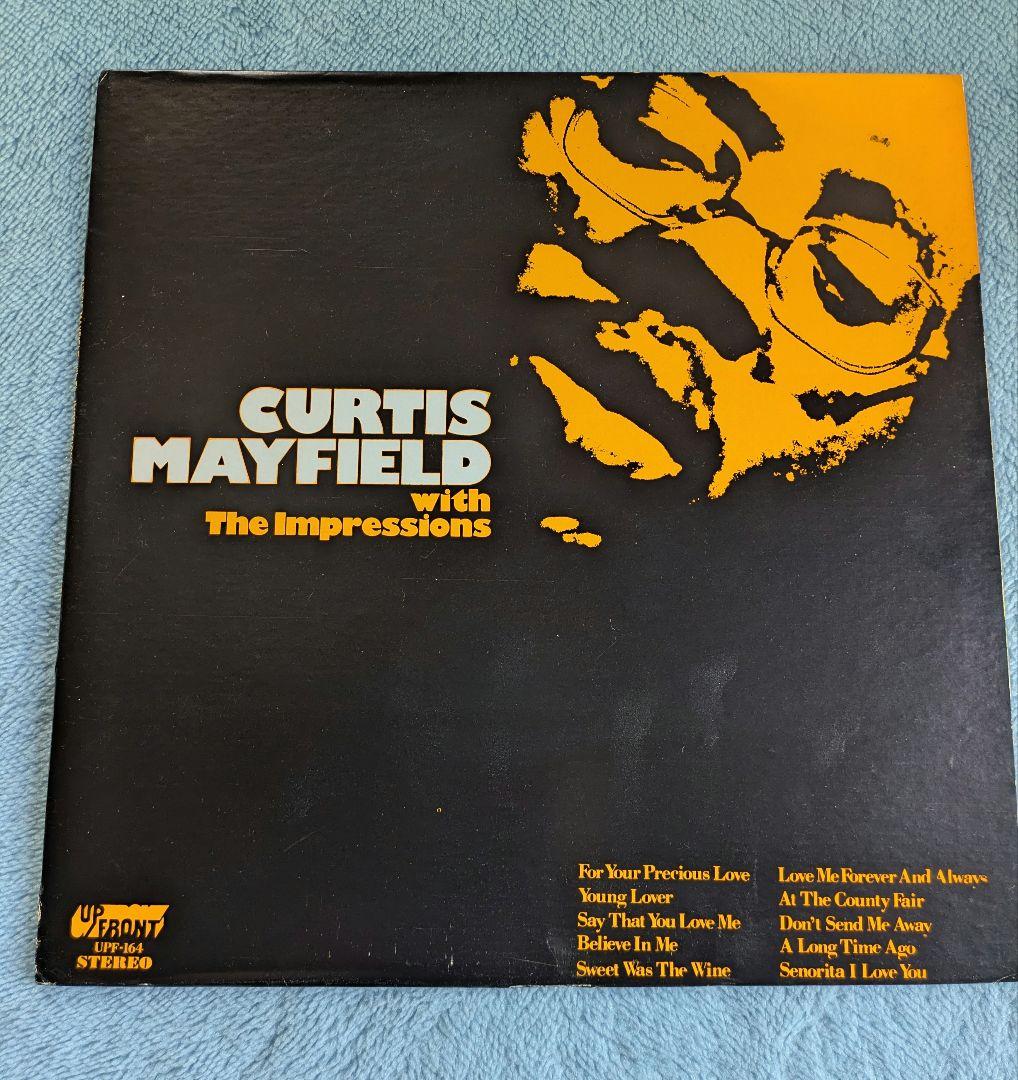 CURTIS
MAYFIELD
with
The Impressions
For Your Precious Love
Young Lover
Say That You Love Me
Believe In Me
Sweet Was The Wine
Love Me Forever And Always
At The County Fair
Don't Send Me Away
A Long Time Ago
Senorita I Love You
UP FRONT
UPF-164
STEREO